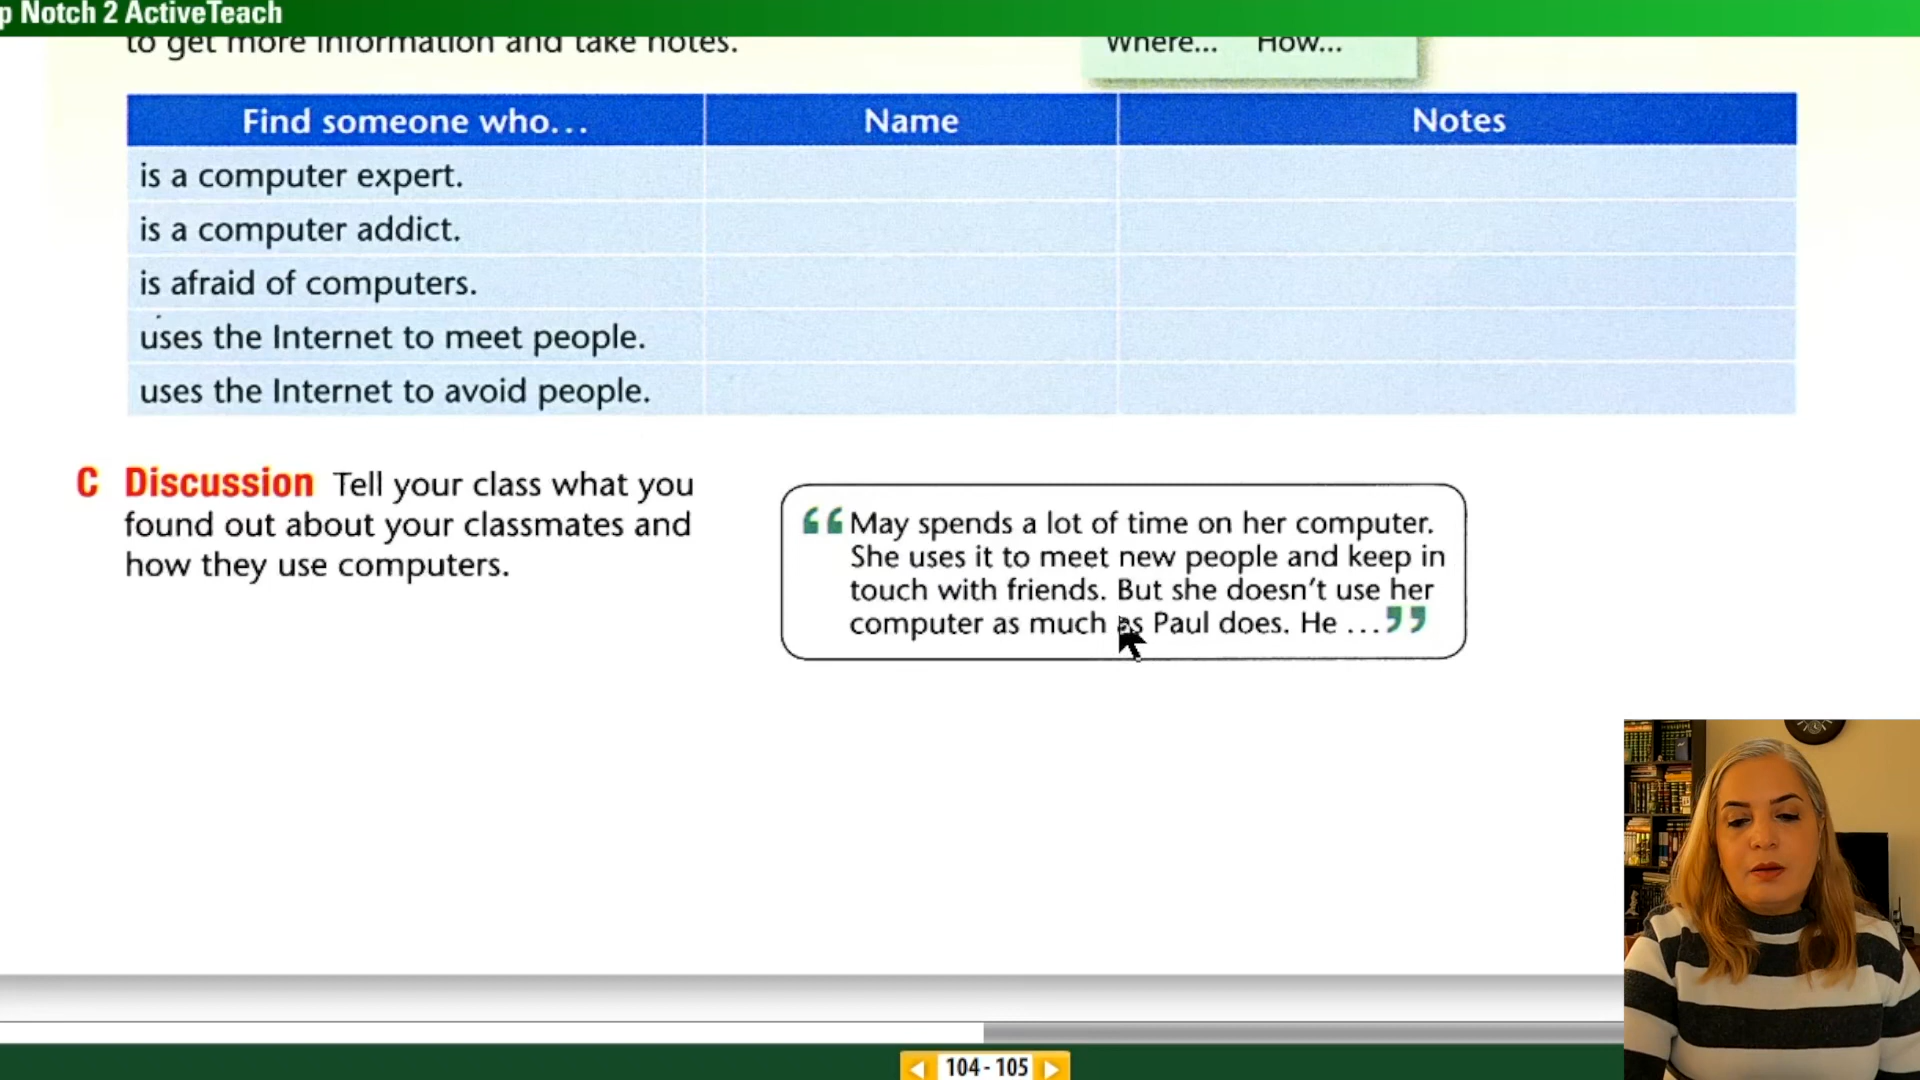 p Notch 2 ActiveTeach
to get more information and take notes.
Where... How...
Find someone who... Name Notes
is a computer expert.
is a computer addict.
is afraid of computers.
uses the Internet to meet people.
uses the Internet to avoid people.
C Discussion Tell your class what you
found out about your classmates and
how they use computers.
“May spends a lot of time on her computer.
She uses it to meet new people and keep in
touch with friends. But she doesn't use her
computer as much as Paul does. He ...”
104 - 105